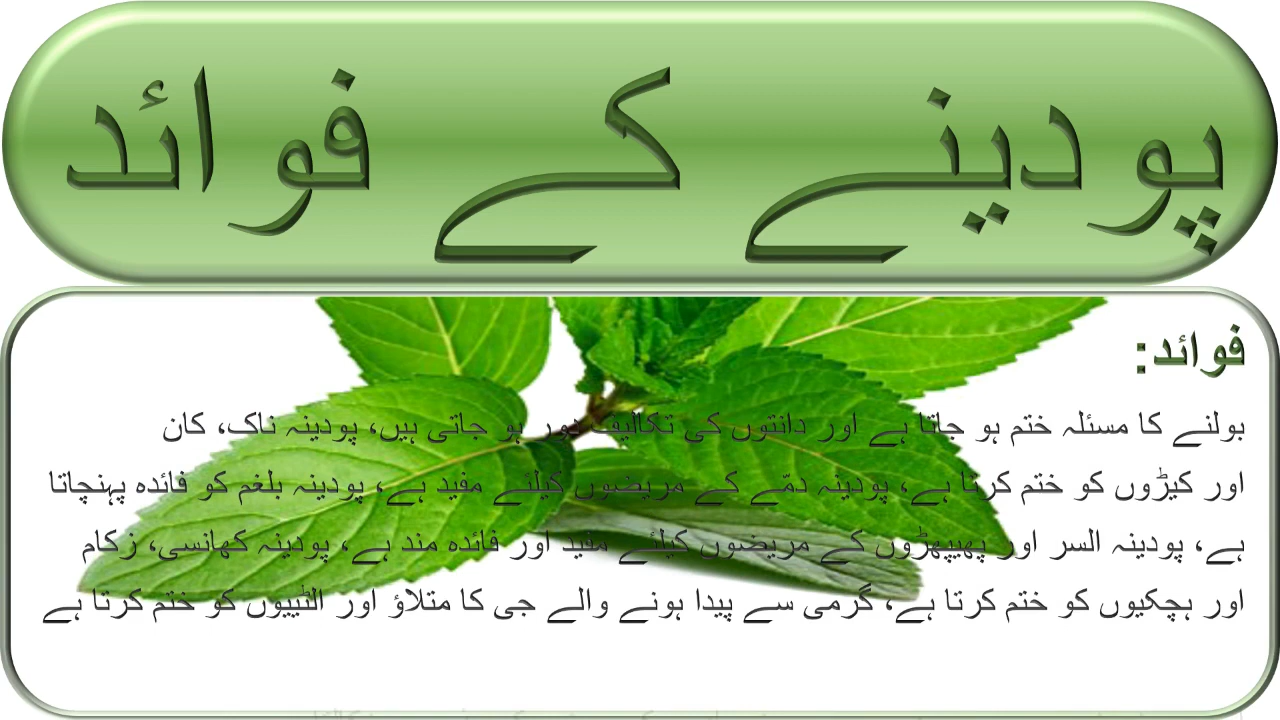 پودینے کے فوائد
فوائد:
بولنے کا مسئلہ ختم ہو جاتا ہے اور دانتوں کی تکالیف دور ہو جاتی ہیں، پودینہ ناک، کان
اور کیڑوں کو ختم کرتا ہے، پودینہ دمّے کے مریضوں کیلئے مفید ہے، پودینہ بلغم کو فائدہ پہنچاتا
ہے، پودینہ السر اور پھیپھڑوں کے مریضوں کیلئے مفید اور فائدہ مند ہے، پودینہ کھانسی، زکام
اور ہچکیوں کو ختم کرتا ہے، گرمی سے پیدا ہونے والے جی کا متلاؤ اور الٹییوں کو ختم کرتا ہے